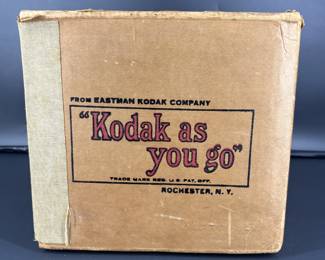 FROM EASTMAN KODAK COMPANY
"Kodak as
you go"
TRADE MARK REG. U.S. PAT. OFF.
ROCHESTER, N. Y.